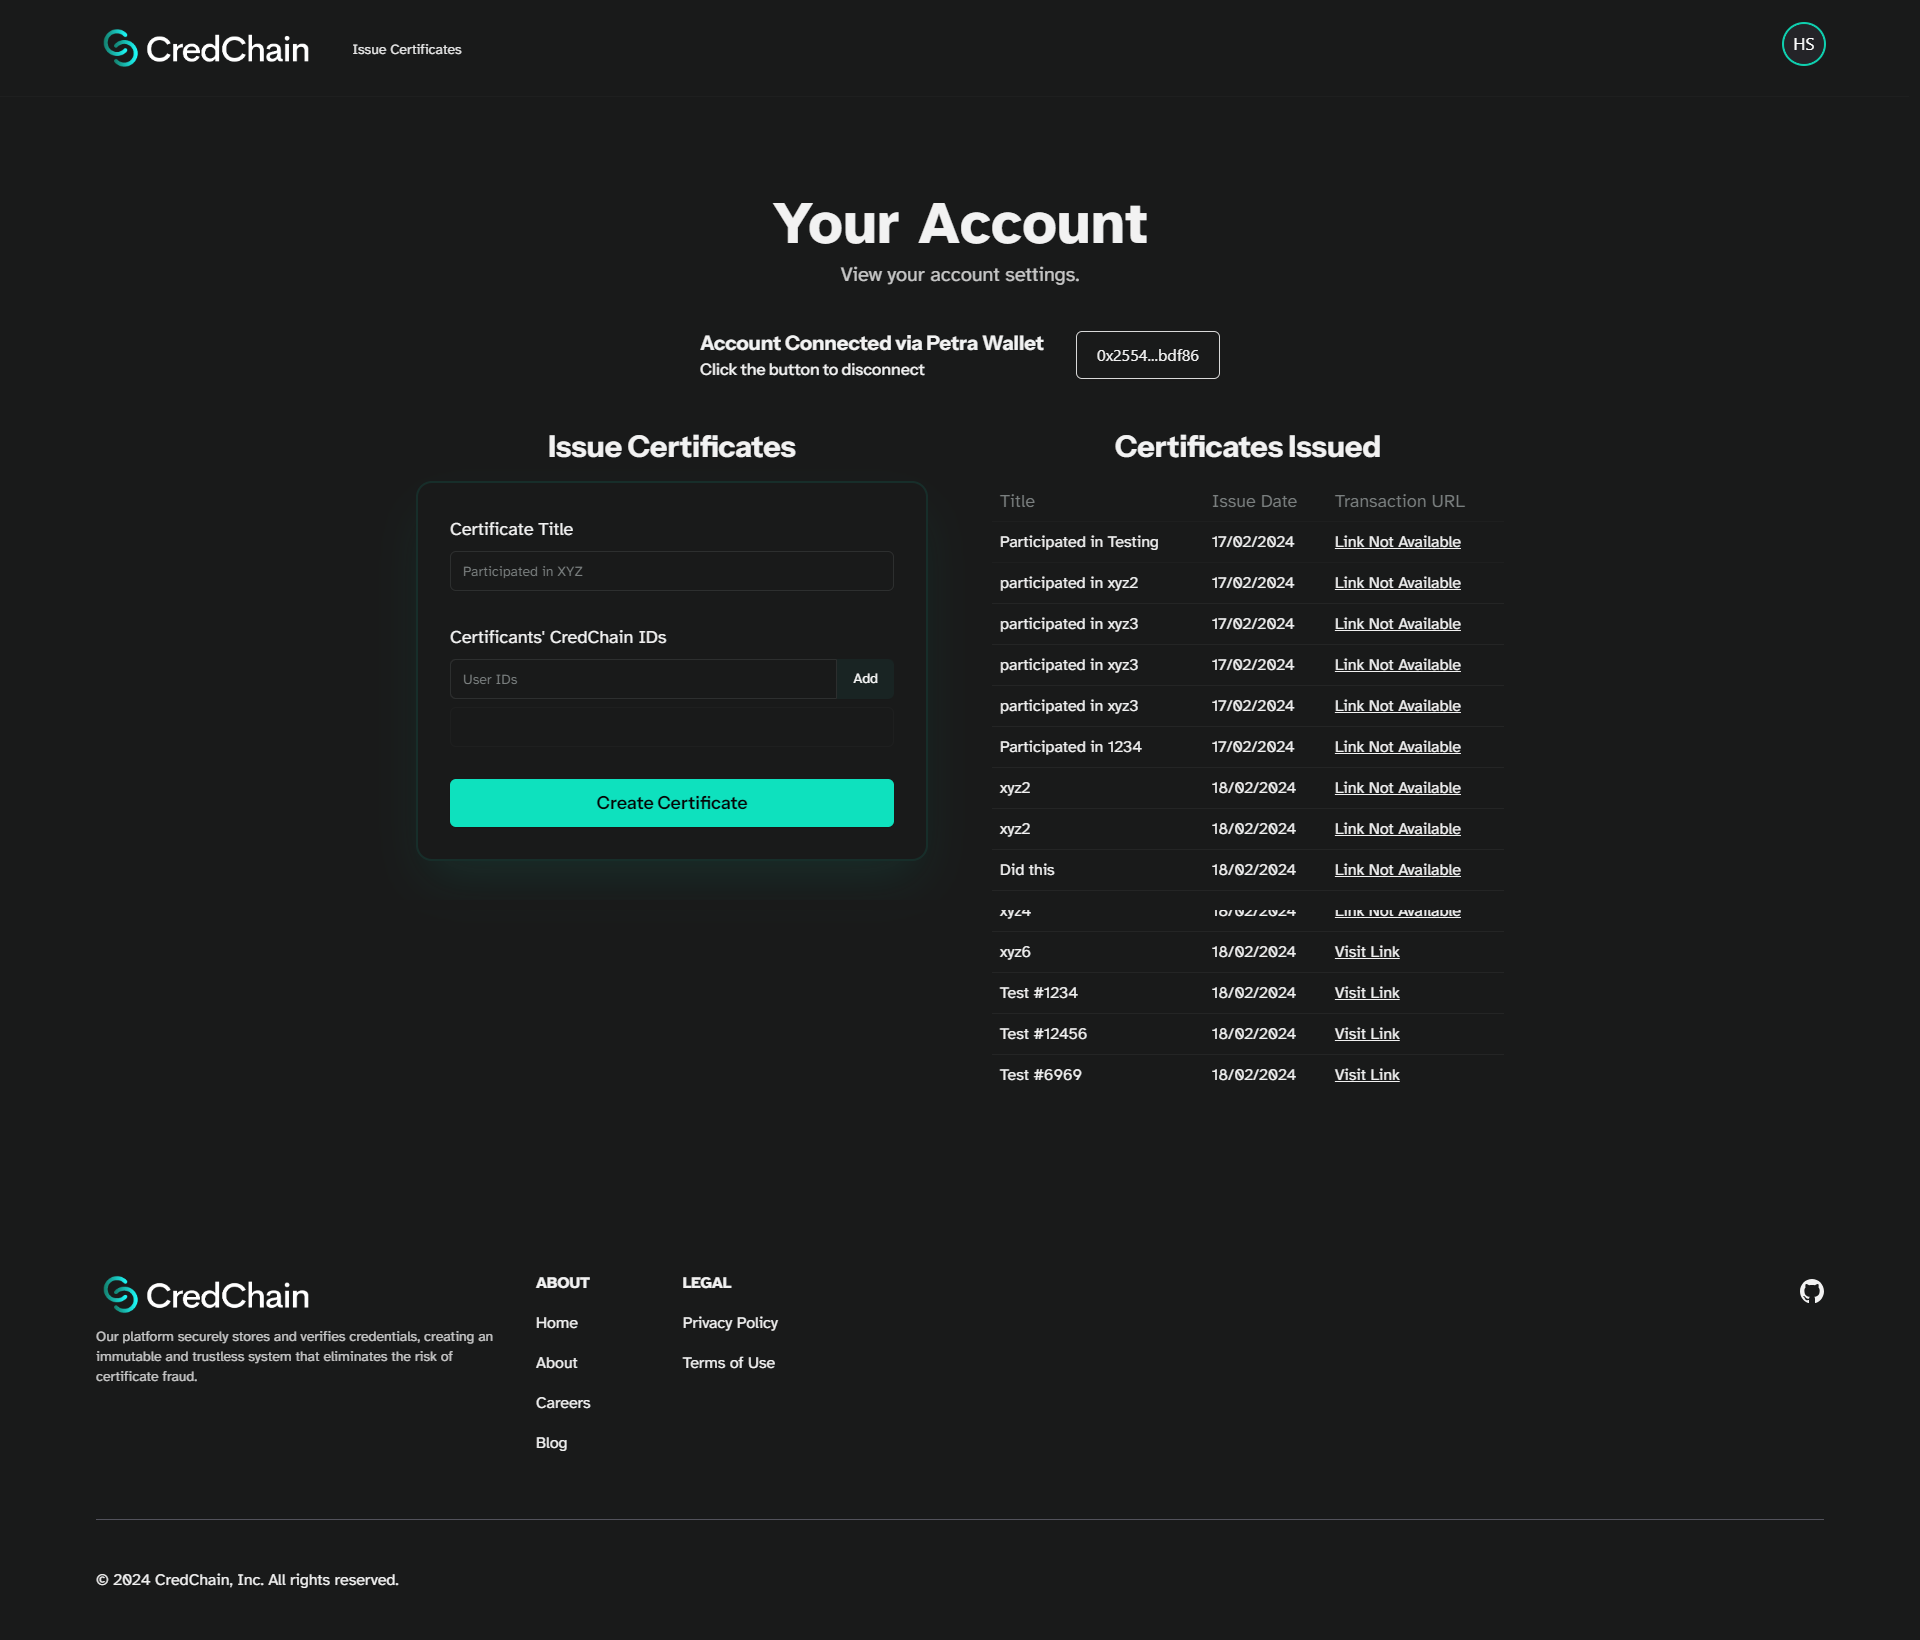 CredChain
Issue Certificates
HS
Your Account
View your account settings.
Account Connected via Petra Wallet
Click the button to disconnect
0x2554...bdf86
Issue Certificates
Certificate Title
Participated in XYZ
Certificants' CredChain IDs
User IDs
Add
Create Certificate
Certificates Issued
Title Issue Date Transaction URL
Participated in Testing 17/02/2024 Link Not Available
participated in xyz2 17/02/2024 Link Not Available
participated in xyz3 17/02/2024 Link Not Available
participated in xyz3 17/02/2024 Link Not Available
participated in xyz3 17/02/2024 Link Not Available
Participated in 1234 17/02/2024 Link Not Available
xyz2 18/02/2024 Link Not Available
xyz2 18/02/2024 Link Not Available
Did this 18/02/2024 Link Not Available
xyz4 18/02/2024 Link Not Available
xyz6 18/02/2024 Visit Link
Test #1234 18/02/2024 Visit Link
Test #12456 18/02/2024 Visit Link
Test #6969 18/02/2024 Visit Link
CredChain
Our platform securely stores and verifies credentials, creating an
immutable and trustless system that eliminates the risk of
certificate fraud.
ABOUT
Home
About
Careers
Blog
LEGAL
Privacy Policy
Terms of Use
© 2024 CredChain, Inc. All rights reserved.